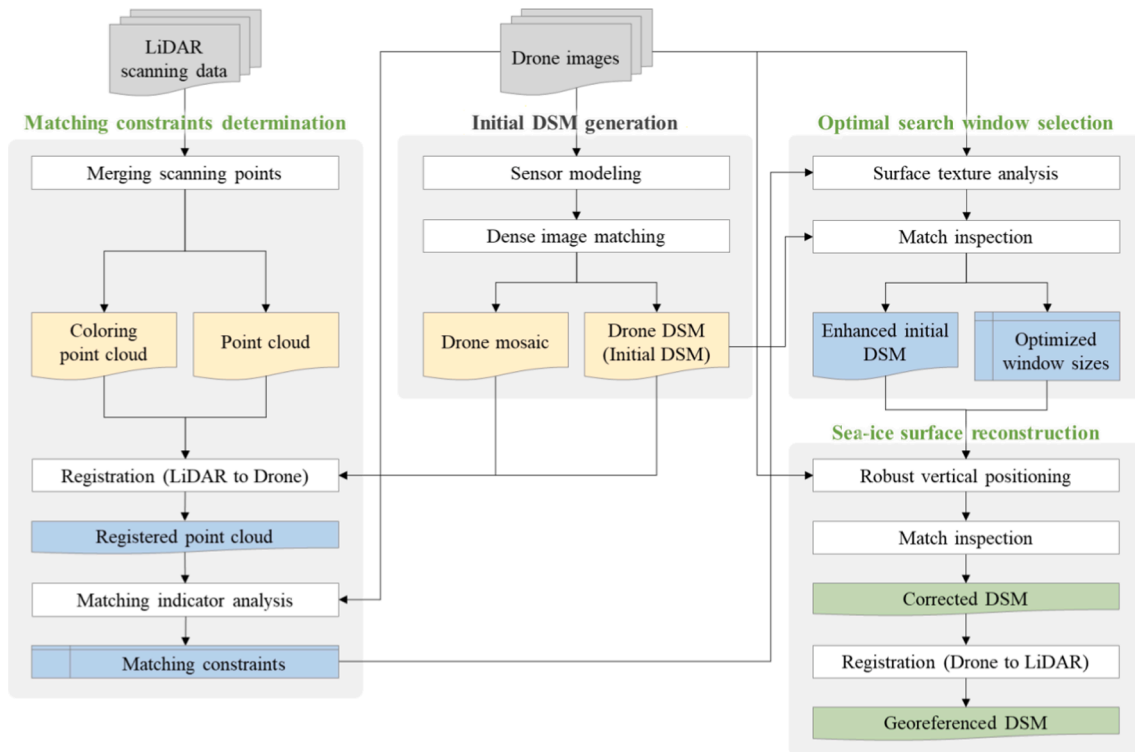 LiDAR
scanning data
Drone images
Matching constraints determination
Merging scanning points
Coloring
point cloud
Point cloud
Registration (LiDAR to Drone)
Registered point cloud
Matching indicator analysis
Matching constraints
Initial DSM generation
Sensor modeling
Dense image matching
Drone mosaic
Drone DSM
(Initial DSM)
Optimal search window selection
Surface texture analysis
Match inspection
Enhanced initial
DSM
Optimized
window sizes
Sea-ice surface reconstruction
Robust vertical positioning
Match inspection
Corrected DSM
Registration (Drone to LiDAR)
Georeferenced DSM